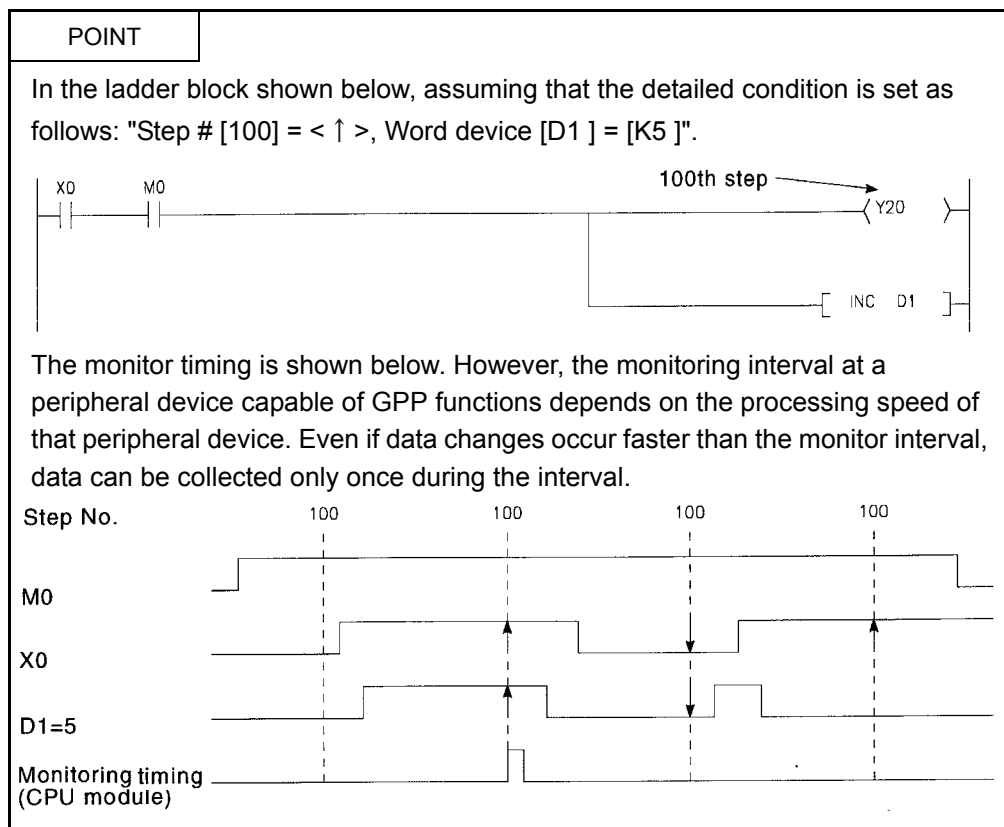 POINT
In the ladder block shown below, assuming that the detailed condition is set as
follows: "Step # [100] = < ↑ >, Word device [D1 ] = [K5 ]".
100th step
X0 M0 Y20
INC D1
The monitor timing is shown below. However, the monitoring interval at a
peripheral device capable of GPP functions depends on the processing speed of
that peripheral device. Even if data changes occur faster than the monitor interval,
data can be collected only once during the interval.
Step No. 100 100 100 100
M0
X0
D1=5
Monitoring timing
(CPU module)